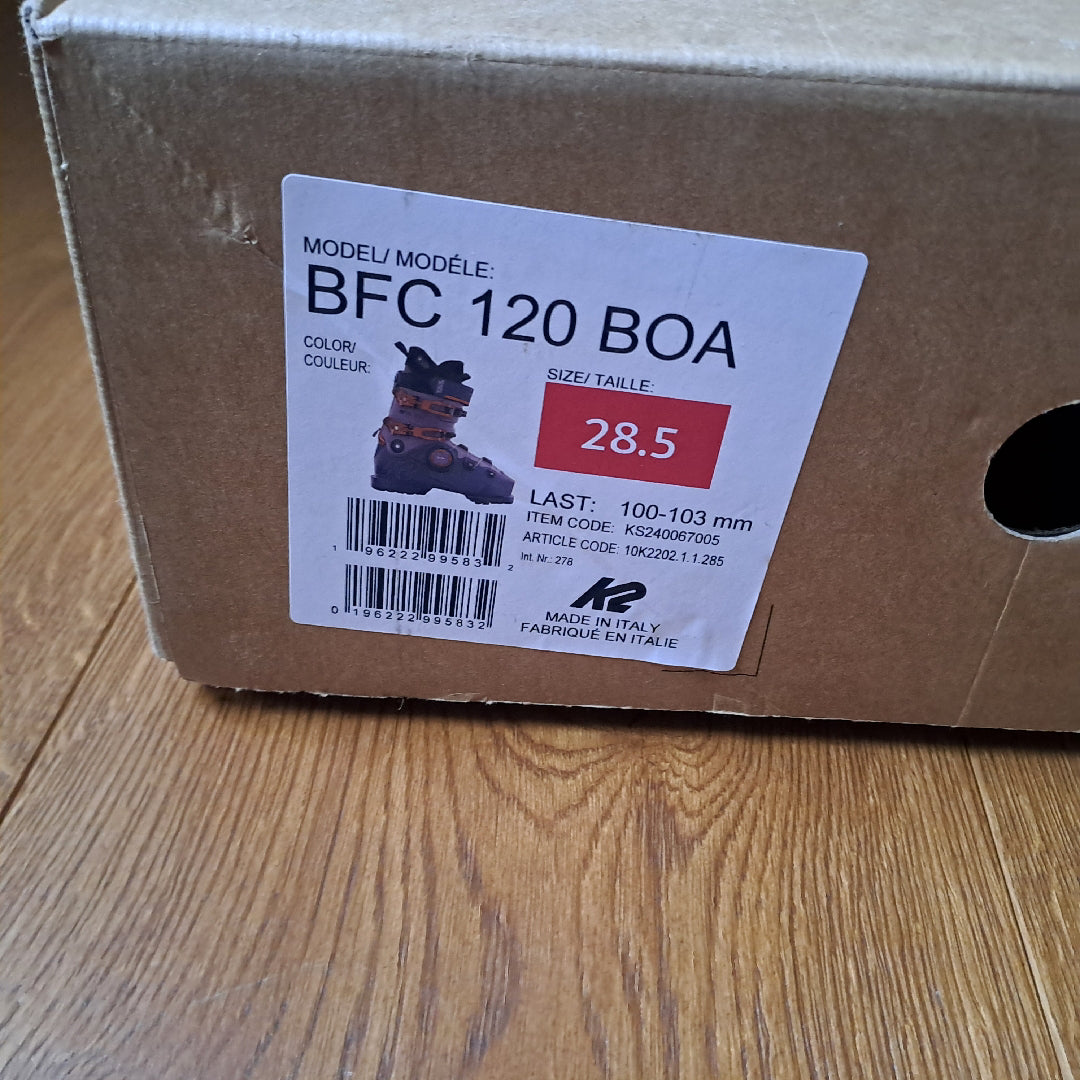 MODEL/ MODÉLE:
BFC 120 BOA
COLOR/
COULEUR:
SIZE/ TAILLE:
28.5
LAST: 100-103 mm
ITEM CODE: KS240067005
ARTICLE CODE: 10K2202.1.1.285
Int. Nr.: 278
1 96222 99583 2
0 196222 995832
K2
MADE IN ITALY
FABRIQUÉ EN ITALIE